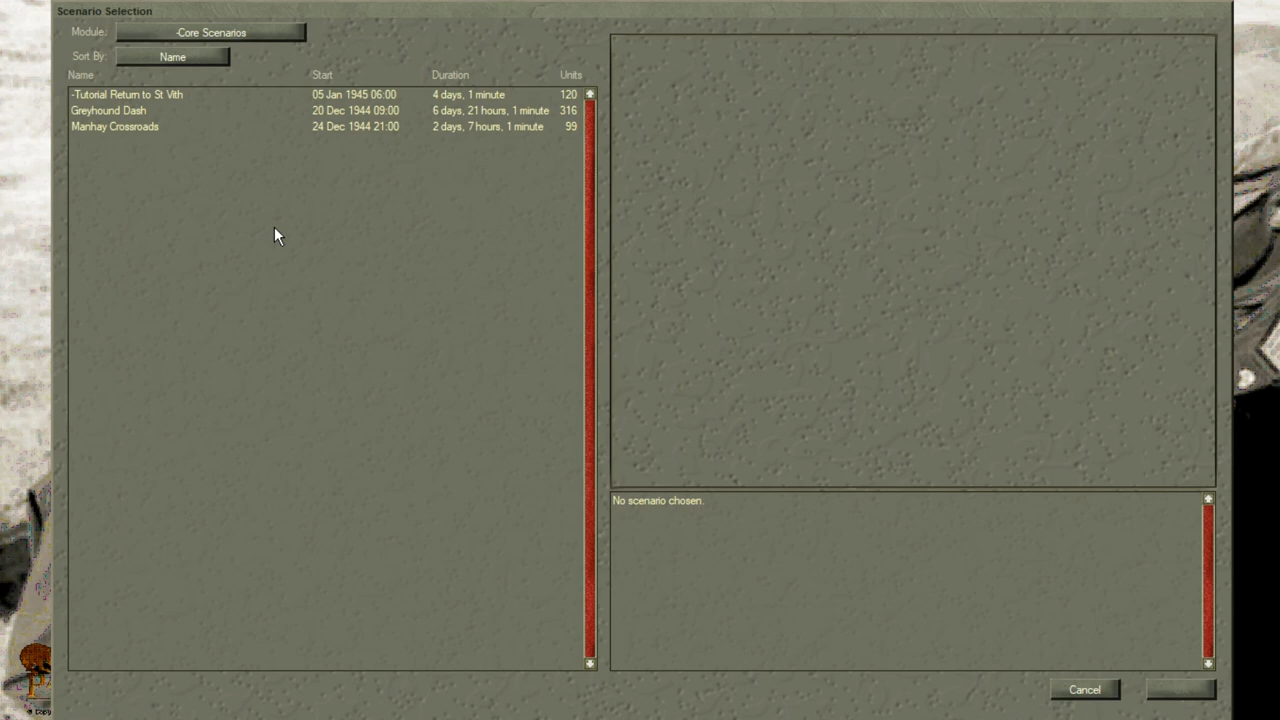 Scenario Selection
Module: -Core Scenarios
Sort By: Name
Name Start Duration Units
-Tutorial Return to St Vith 05 Jan 1945 06:00 4 days, 1 minute 120
Greyhound Dash 20 Dec 1944 09:00 6 days, 21 hours, 1 minute 316
Manhay Crossroads 24 Dec 1944 21:00 2 days, 7 hours, 1 minute 99
No scenario chosen.
Cancel